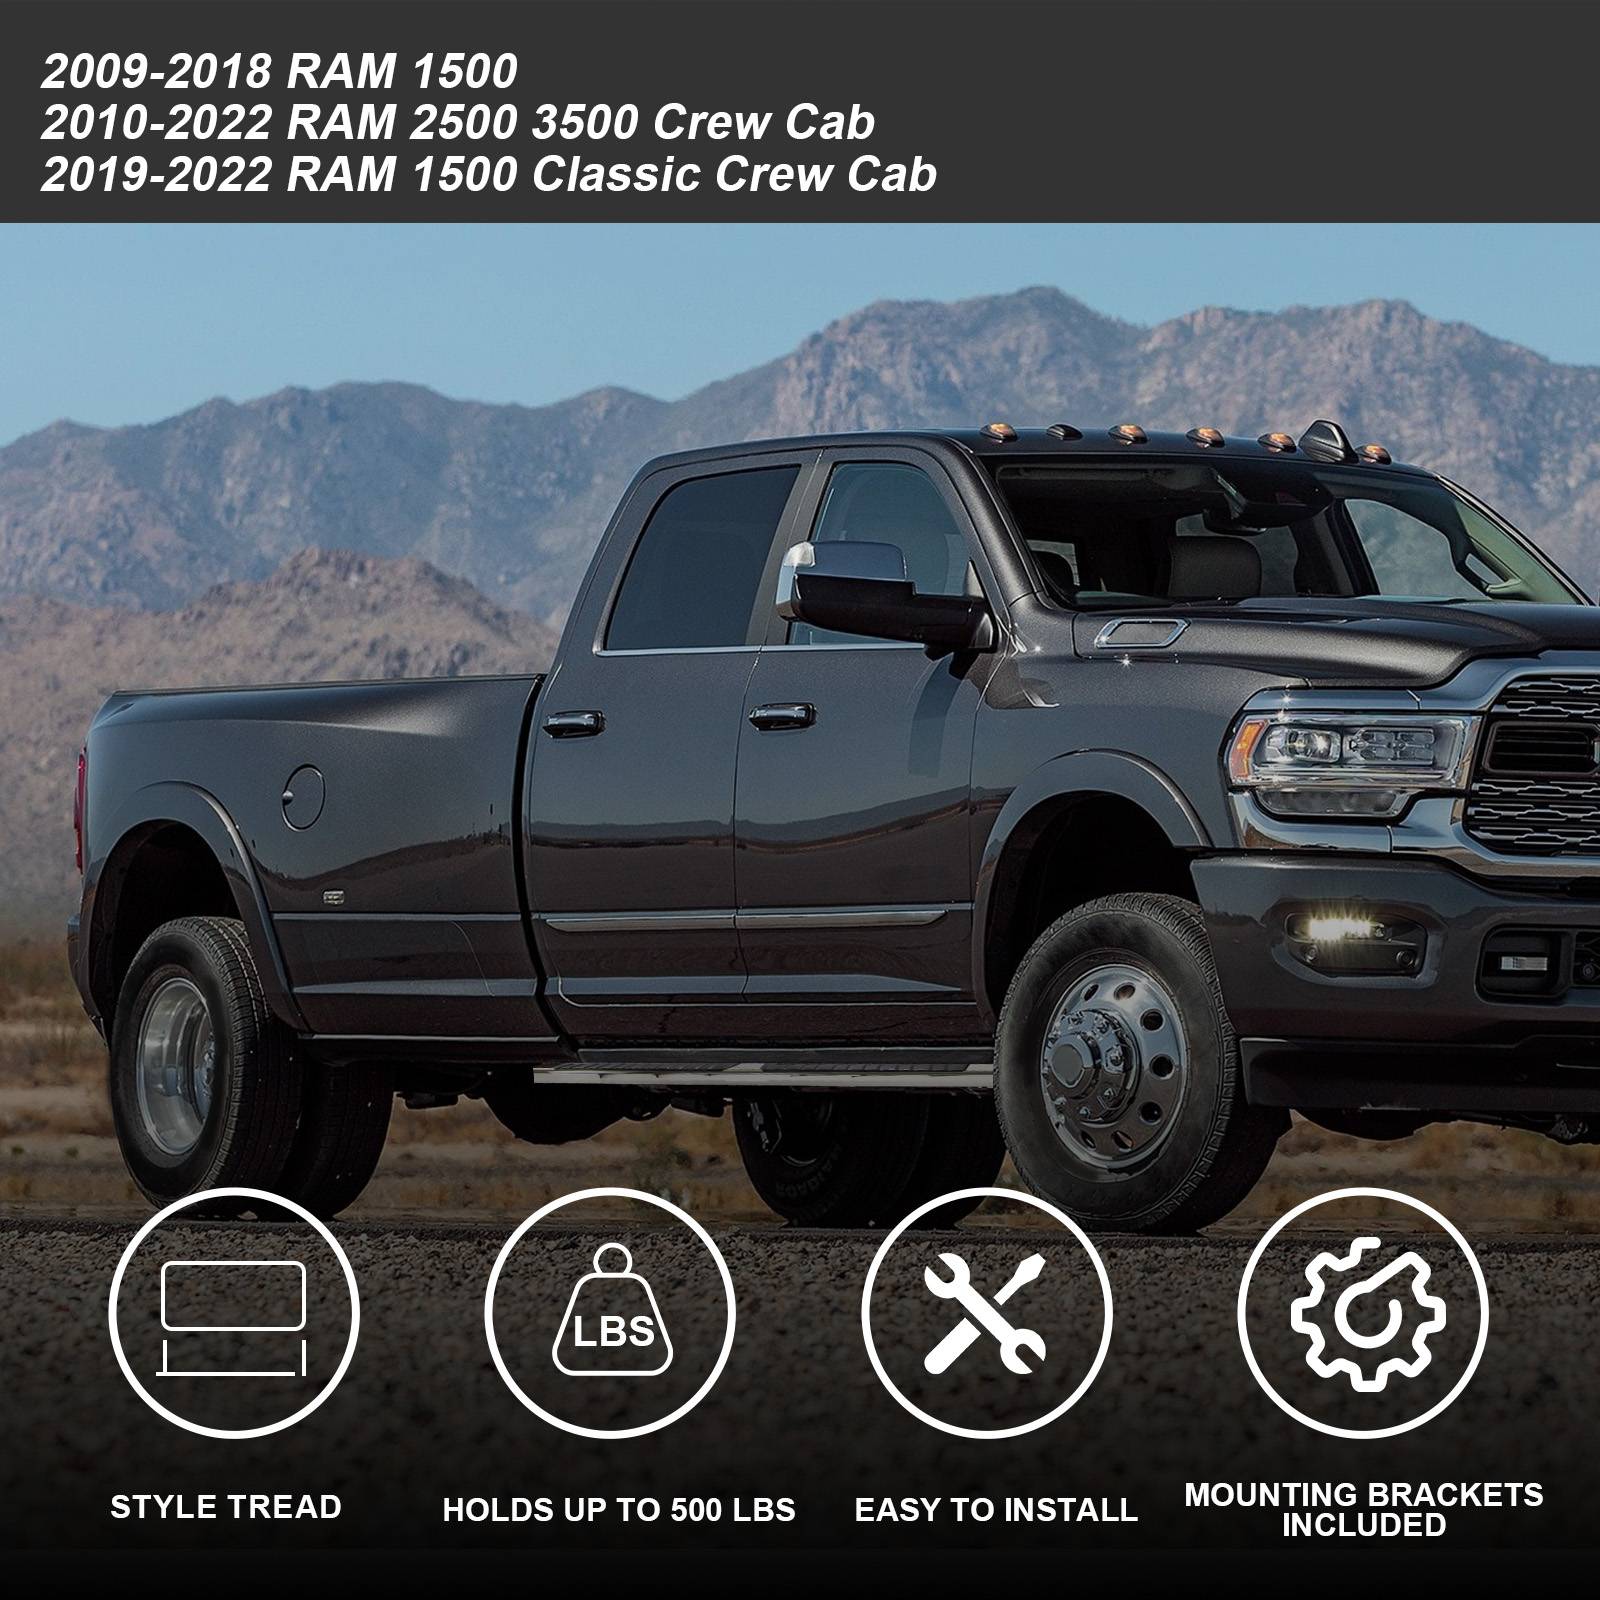 2009-2018 RAM 1500
2010-2022 RAM 2500 3500 Crew Cab
2019-2022 RAM 1500 Classic Crew Cab
LBS
STYLE TREAD
HOLDS UP TO 500 LBS
EASY TO INSTALL
MOUNTING BRACKETS
INCLUDED